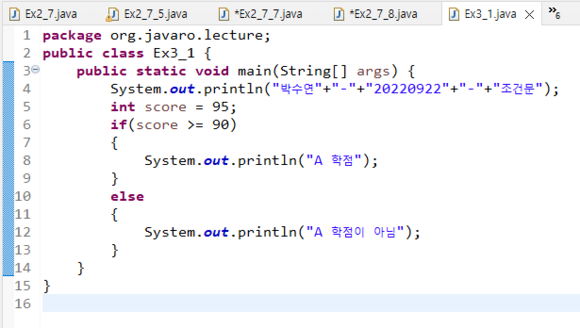 Ex2_7.java Ex2_7_5.java *Ex2_7_7.java *Ex2_7_8.java Ex3_1.java »6
1 package org.javaro.lecture;
2 public class Ex3_1 {
3 public static void main(String[] args) {
4 System.out.println("박수연"+"-"+"20220922"+"-"+"조건문");
5 int score = 95;
6 if(score >= 90)
7 {
8 System.out.println("A 학점");
9 }
10 else
11 {
12 System.out.println("A 학점이 아님");
13 }
14 }
15 }
16